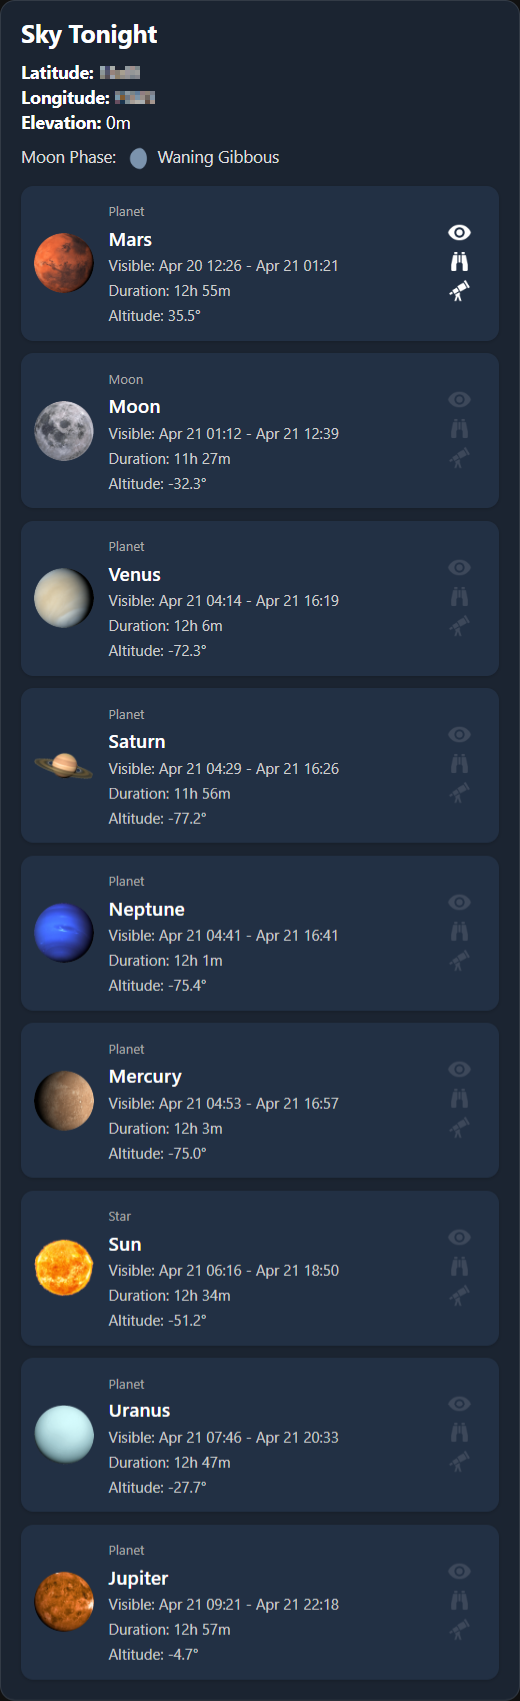 Sky Tonight
Latitude:
Longitude:
Elevation: 0m
Moon Phase: Waning Gibbous
Planet
Mars
Visible: Apr 20 12:26 - Apr 21 01:21
Duration: 12h 55m
Altitude: 35.5°
Moon
Moon
Visible: Apr 21 01:12 - Apr 21 12:39
Duration: 11h 27m
Altitude: -32.3°
Planet
Venus
Visible: Apr 21 04:14 - Apr 21 16:19
Duration: 12h 6m
Altitude: -72.3°
Planet
Saturn
Visible: Apr 21 04:29 - Apr 21 16:26
Duration: 11h 56m
Altitude: -77.2°
Planet
Neptune
Visible: Apr 21 04:41 - Apr 21 16:41
Duration: 12h 1m
Altitude: -75.4°
Planet
Mercury
Visible: Apr 21 04:53 - Apr 21 16:57
Duration: 12h 3m
Altitude: -75.0°
Star
Sun
Visible: Apr 21 06:16 - Apr 21 18:50
Duration: 12h 34m
Altitude: -51.2°
Planet
Uranus
Visible: Apr 21 07:46 - Apr 21 20:33
Duration: 12h 47m
Altitude: -27.7°
Planet
Jupiter
Visible: Apr 21 09:21 - Apr 21 22:18
Duration: 12h 57m
Altitude: -4.7°